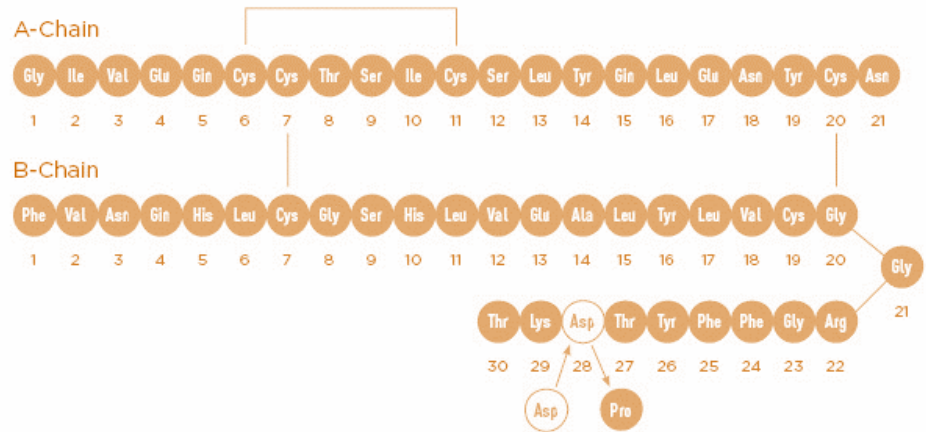 A-Chain
Gly Ile Val Glu Gln Cys Cys Thr Ser Ile Cys Ser Leu Tyr Gln Leu Glu Asn Tyr Cys Asn
1 2 3 4 5 6 7 8 9 10 11 12 13 14 15 16 17 18 19 20 21
B-Chain
Phe Val Asn Gln His Leu Cys Gly Ser His Leu Val Glu Ala Leu Tyr Leu Val Cys Gly
1 2 3 4 5 6 7 8 9 10 11 12 13 14 15 16 17 18 19 20
Gly
21
Thr Lys Asp Thr Tyr Phe Phe Gly Arg
30 29 28 27 26 25 24 23 22
Asp Pro